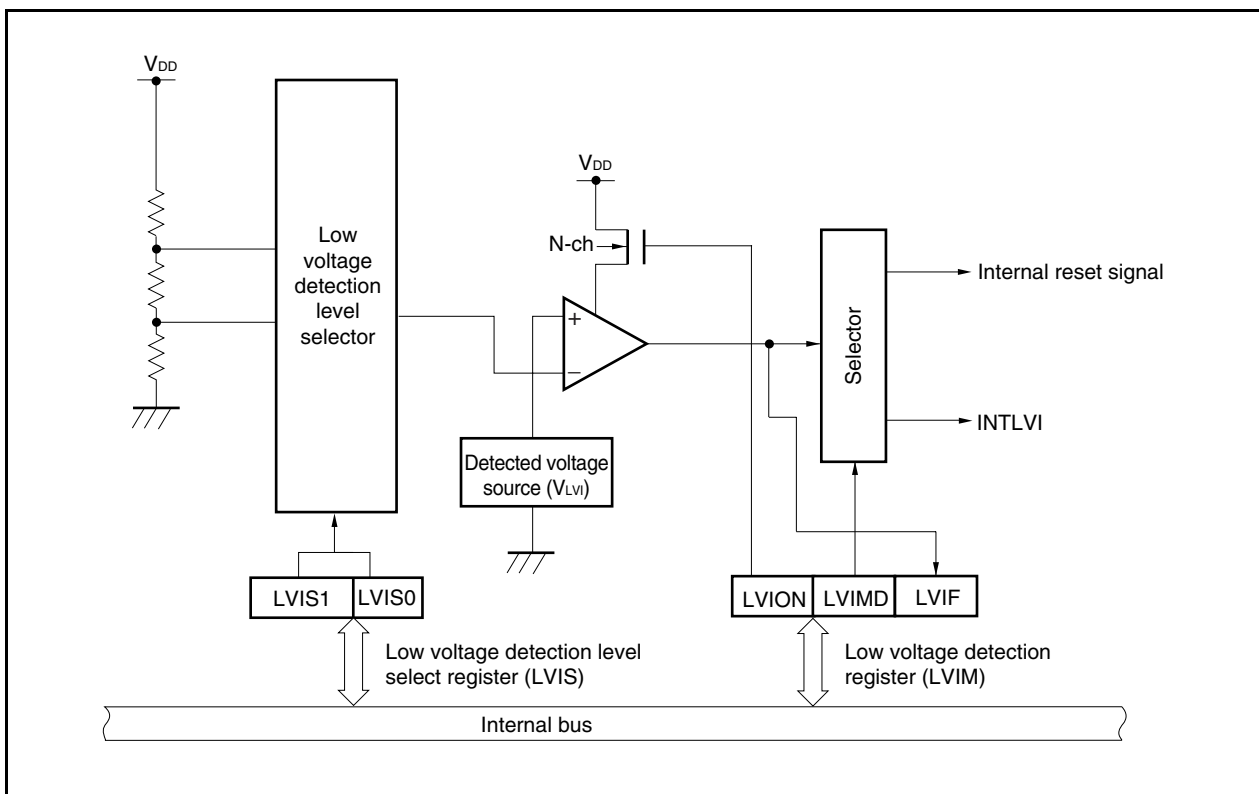 VDD
Low
voltage
detection
level
selector
VDD
N-ch
+
−
Detected voltage
source (VLVI)
Selector
Internal reset signal
INTLVI
LVIS1 LVIS0
LVION LVIMD LVIF
Low voltage detection level
select register (LVIS)
Low voltage detection
register (LVIM)
Internal bus